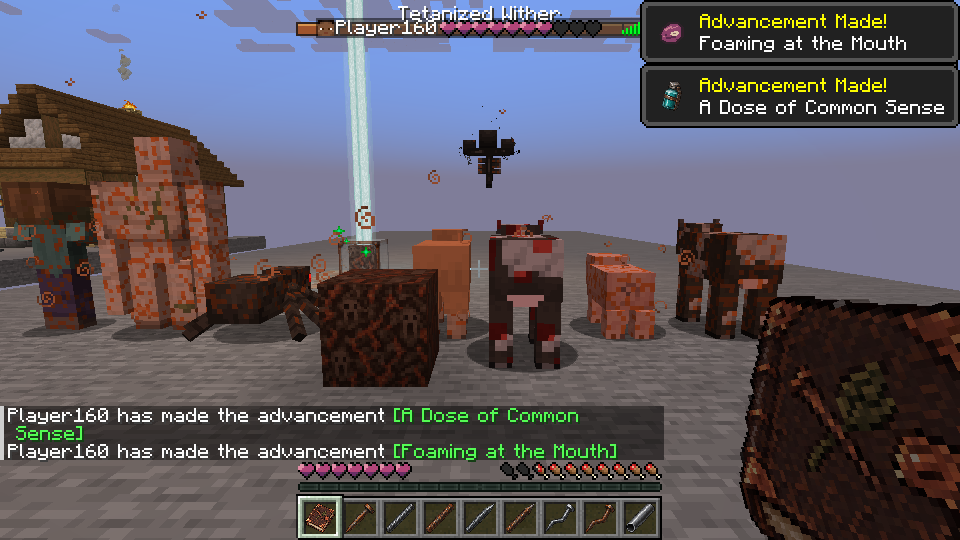 Tetanized Wither
Player160
Advancement Made!
Foaming at the Mouth
Advancement Made!
A Dose of Common Sense
Player160 has made the advancement [A Dose of Common
Sense]
Player160 has made the advancement [Foaming at the Mouth]